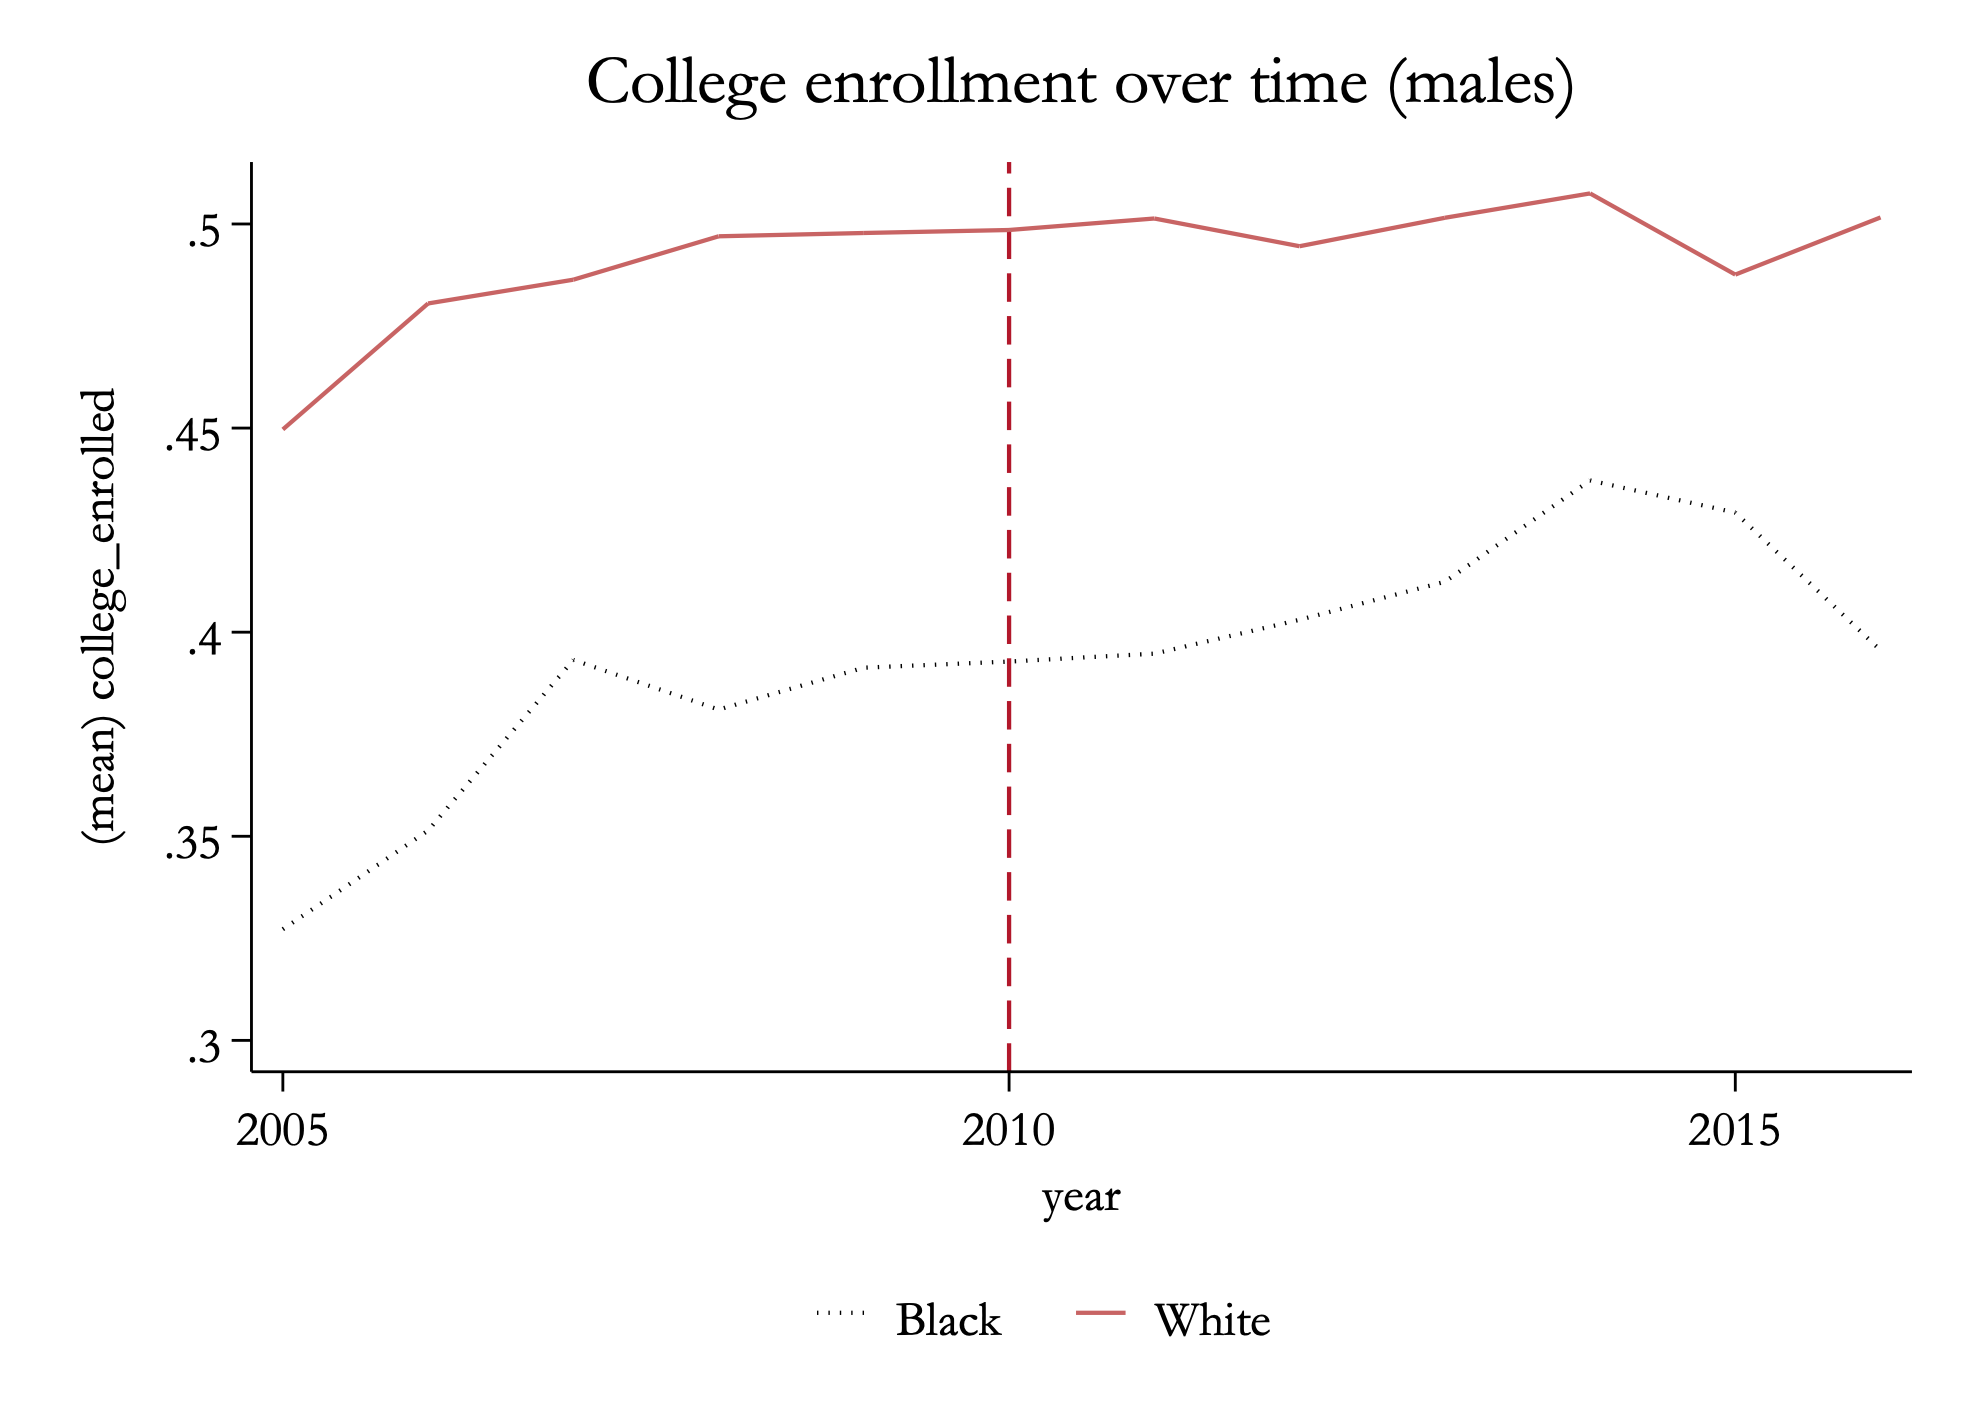 College enrollment over time (males)
(mean) college_enrolled
.5
.45
.4
.35
.3
2005 2010 2015
year
Black White